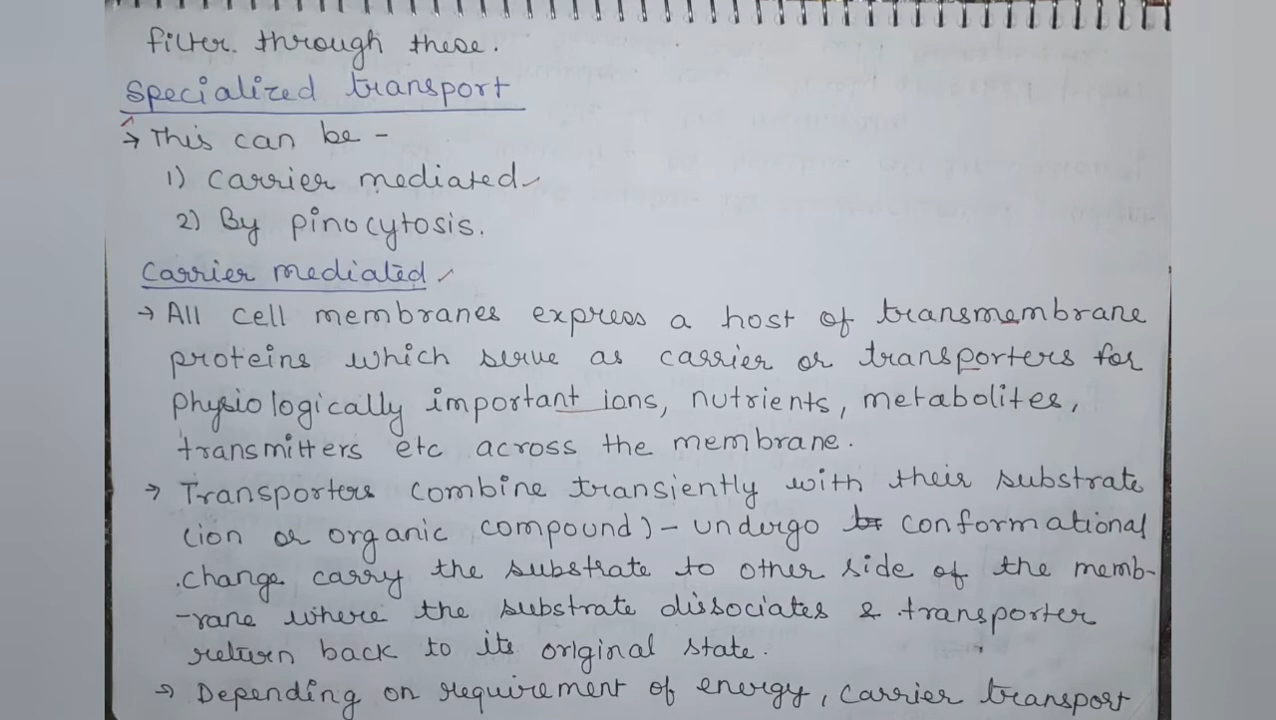 filter through these.
Specialized transport
→ This can be -
1) Carrier mediated
2) By pinocytosis.
Carrier mediated
→ All cell membranes express a host of transmembrane
proteins which serve as carrier or transporters for
physiologically important ions, nutrients, metabolites,
transmitters etc across the membrane.
→ Transporters combine transiently with their substrate
(ion or organic compound) - undergo conformational
change carry the substrate to other side of the memb-
-rane where the substrate dissociates & transporter
return back to its original state.
→ Depending on requirement of energy, carrier transport